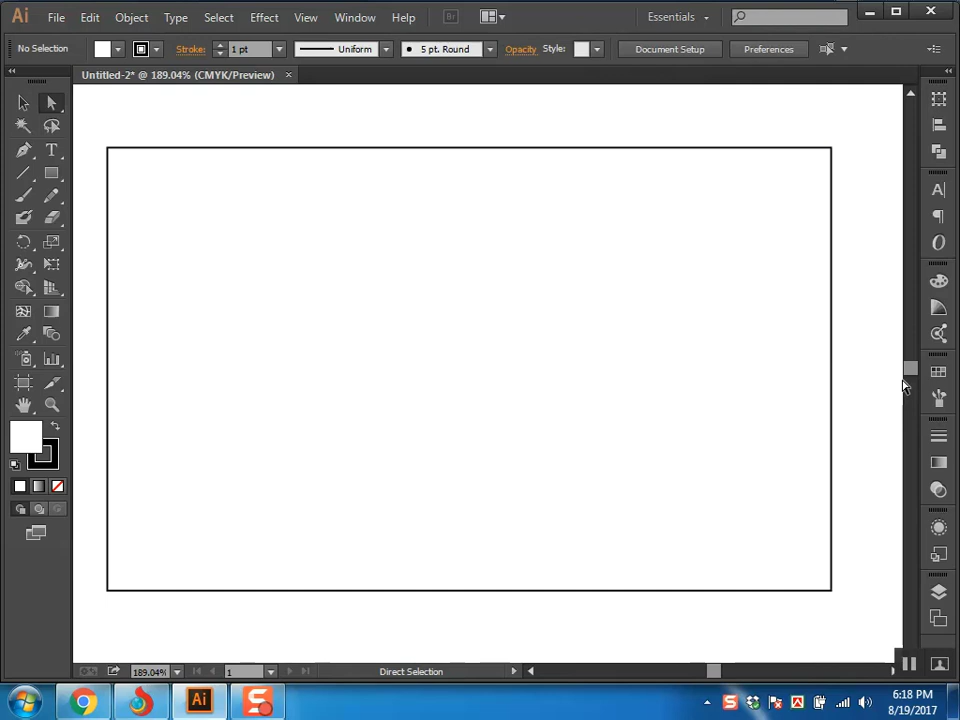 Ai File Edit Object Type Select Effect View Window Help Br Essentials
No Selection Stroke: 1 pt Uniform 5 pt. Round Opacity Style: Document Setup Preferences
Untitled-2* @ 189.04% (CMYK/Preview)
189.04% 1 Direct Selection
Ai S 6:18 PM
8/19/2017